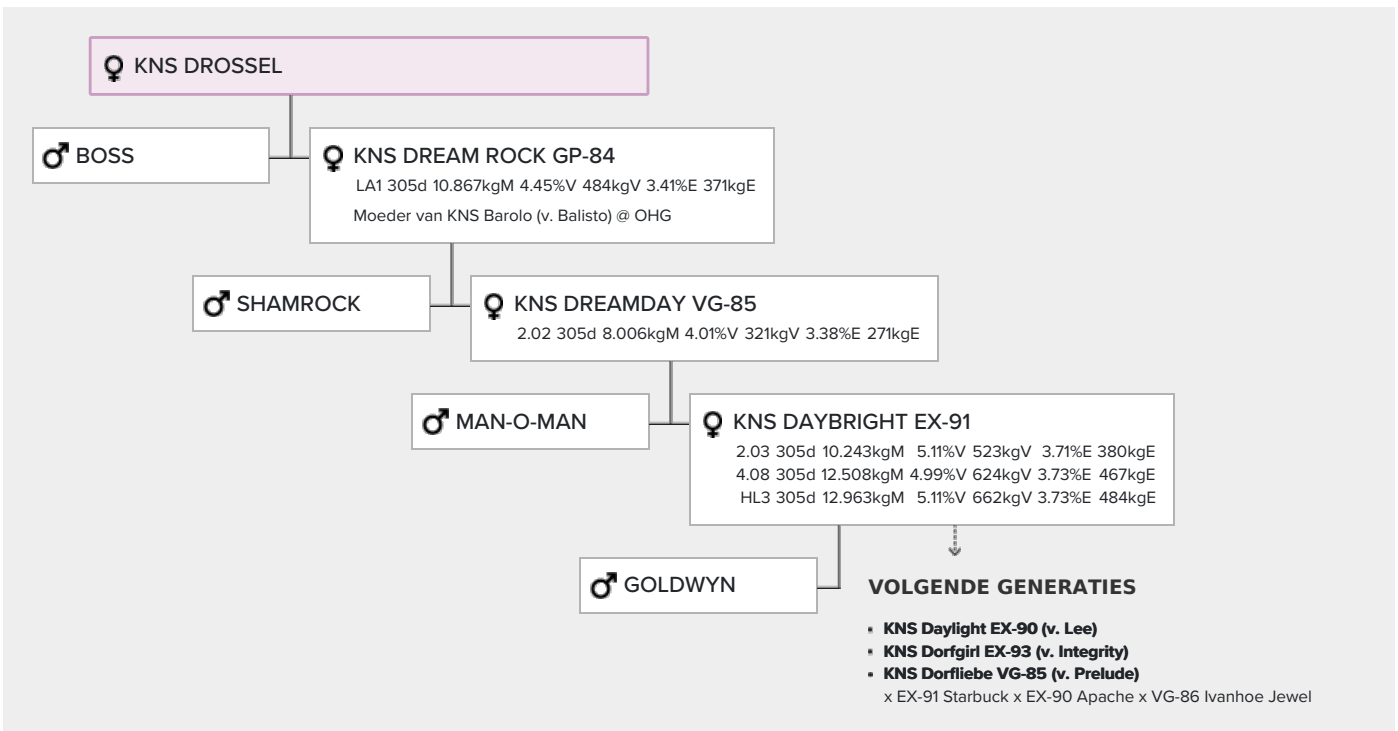 KNS DROSSEL
BOSS
KNS DREAM ROCK GP-84
LA1 305d 10.867kgM 4.45%V 484kgV 3.41%E 371kgE
Moeder van KNS Barolo (v. Balisto) @ OHG
SHAMROCK
KNS DREAMDAY VG-85
2.02 305d 8.006kgM 4.01%V 321kgV 3.38%E 271kgE
MAN-O-MAN
KNS DAYBRIGHT EX-91
2.03 305d 10.243kgM 5.11%V 523kgV 3.71%E 380kgE
4.08 305d 12.508kgM 4.99%V 624kgV 3.73%E 467kgE
HL3 305d 12.963kgM 5.11%V 662kgV 3.73%E 484kgE
GOLDWYN
VOLGENDE GENERATIES
KNS Daylight EX-90 (v. Lee)
KNS Dorfgirl EX-93 (v. Integrity)
KNS Dorfliebe VG-85 (v. Prelude)
x EX-91 Starbuck x EX-90 Apache x VG-86 Ivanhoe Jewel